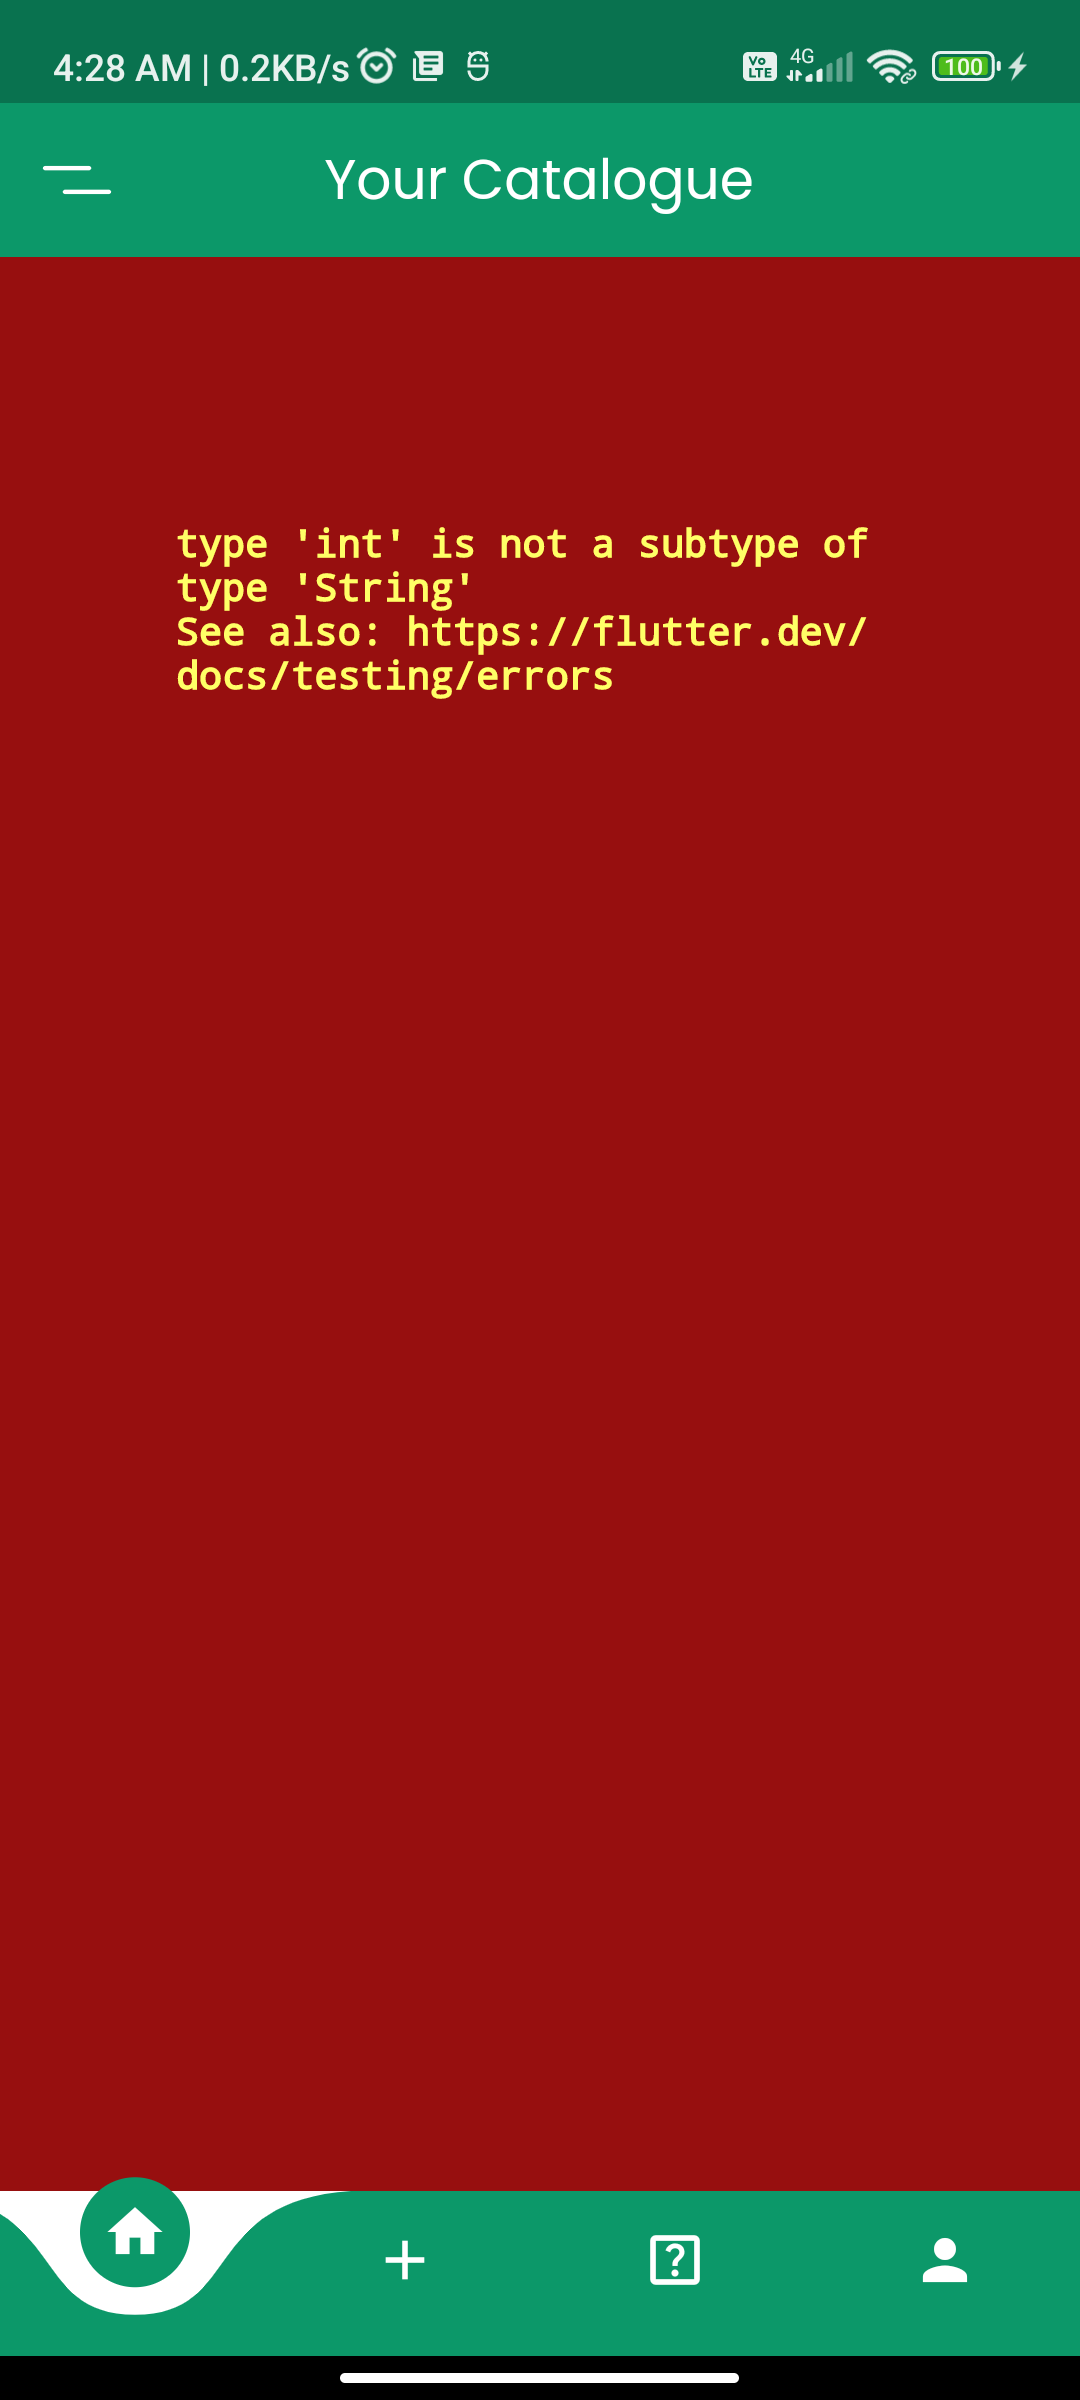 4:28 AM | 0.2KB/s
Vo LTE
4G
100
Your Catalogue
type 'int' is not a subtype of
type 'String'
See also: https://flutter.dev/
docs/testing/errors